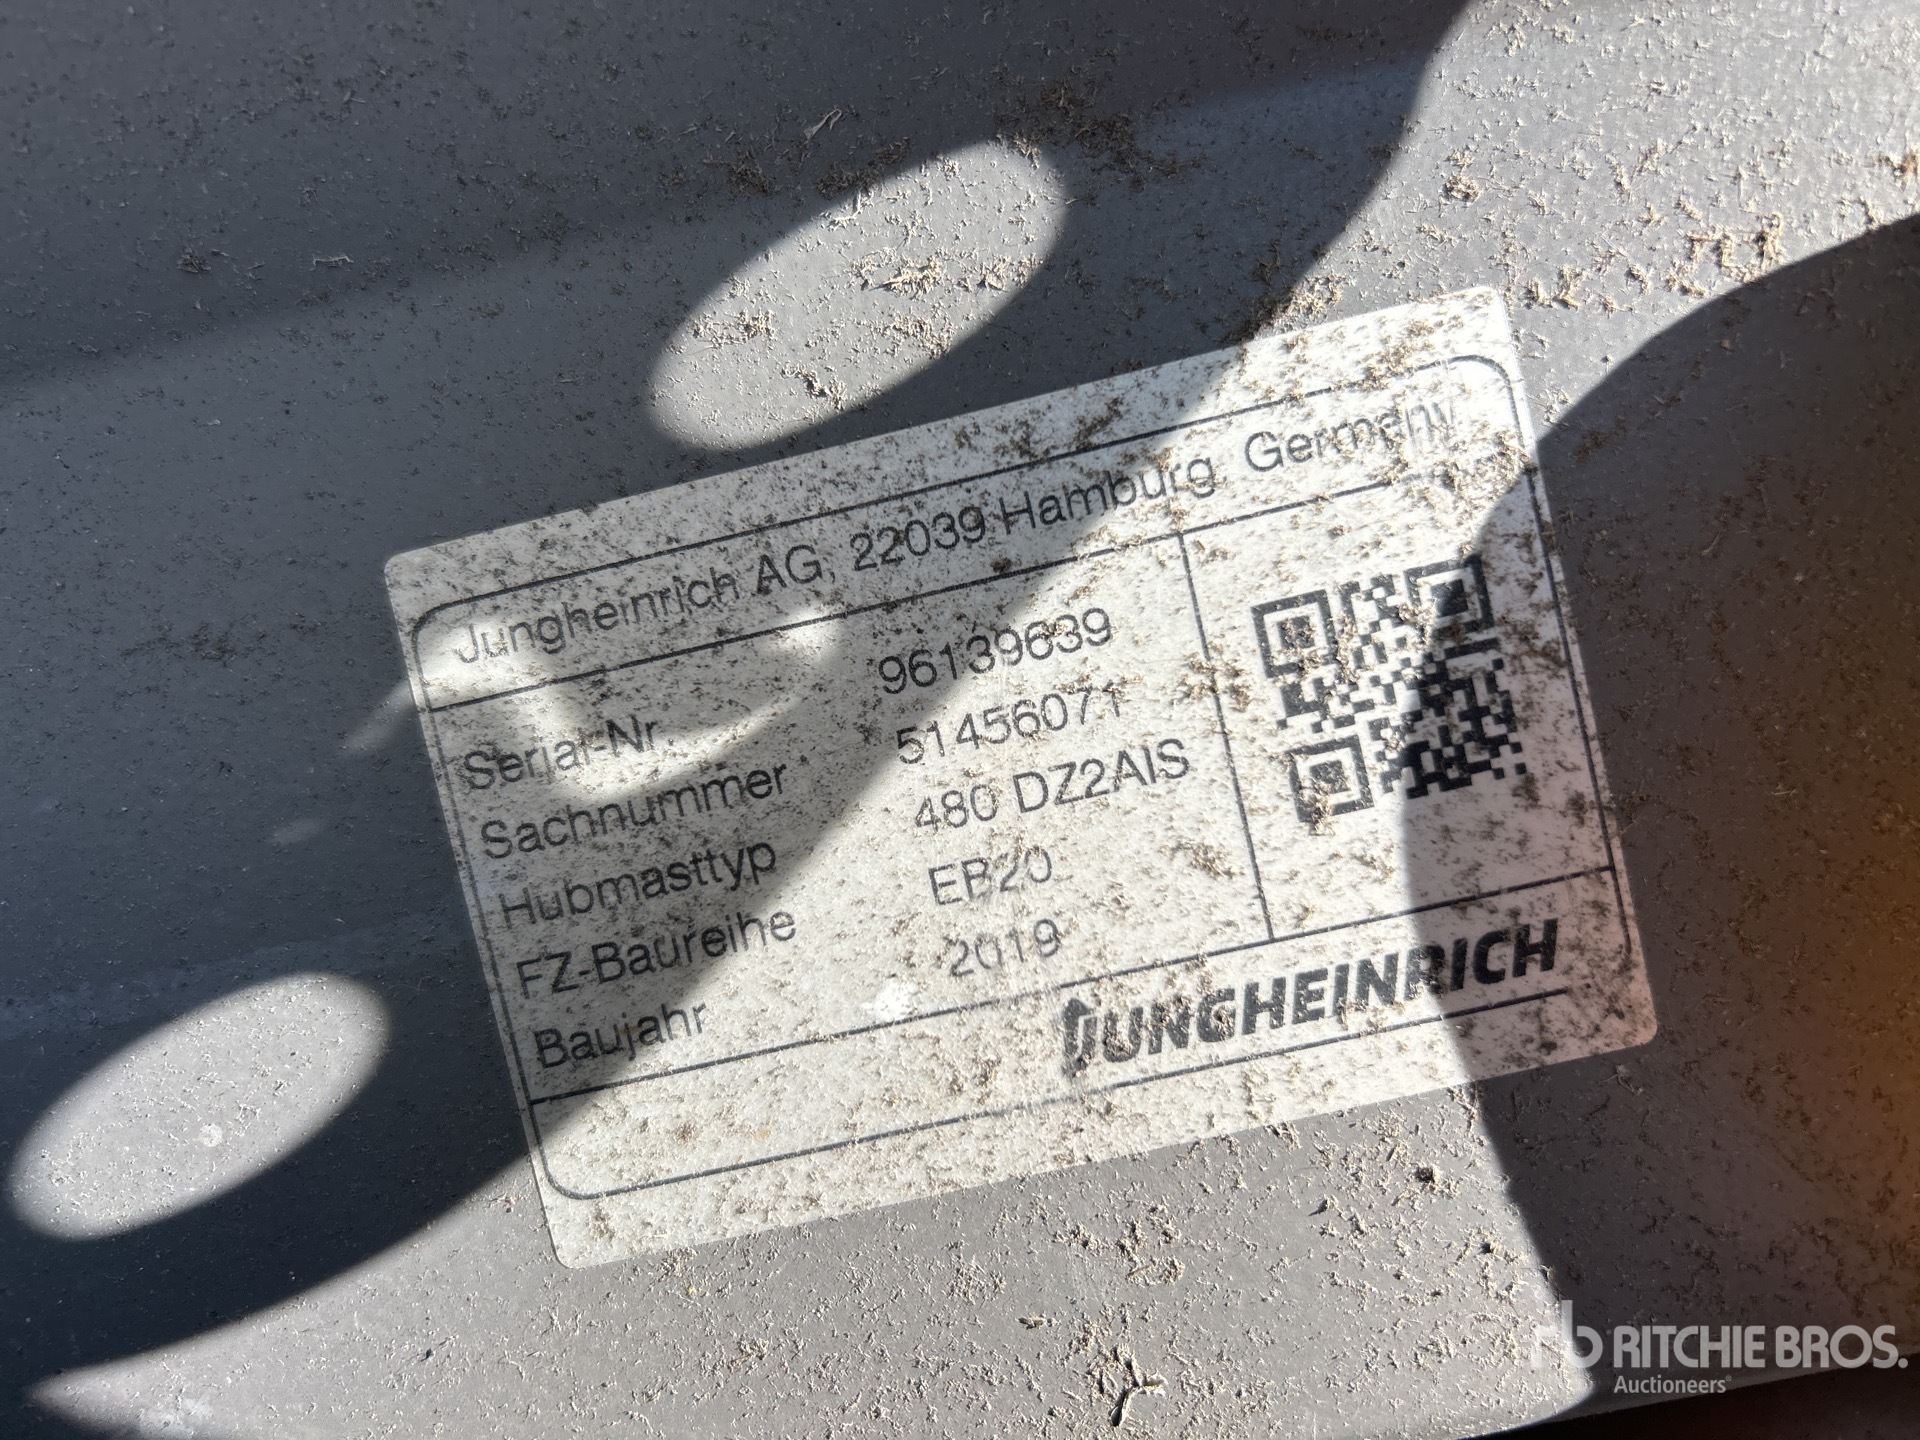 Jungheinrich AG, 22039 Hamburg Germany
Serial-Nr. 96139639
Sachnummer 51456071
Hubmasttyp 480 DZ2AIS
FZ-Baureihe EB20
Baujahr 2019
JUNGHEINRICH
rb RITCHIE BROS.
Auctioneers